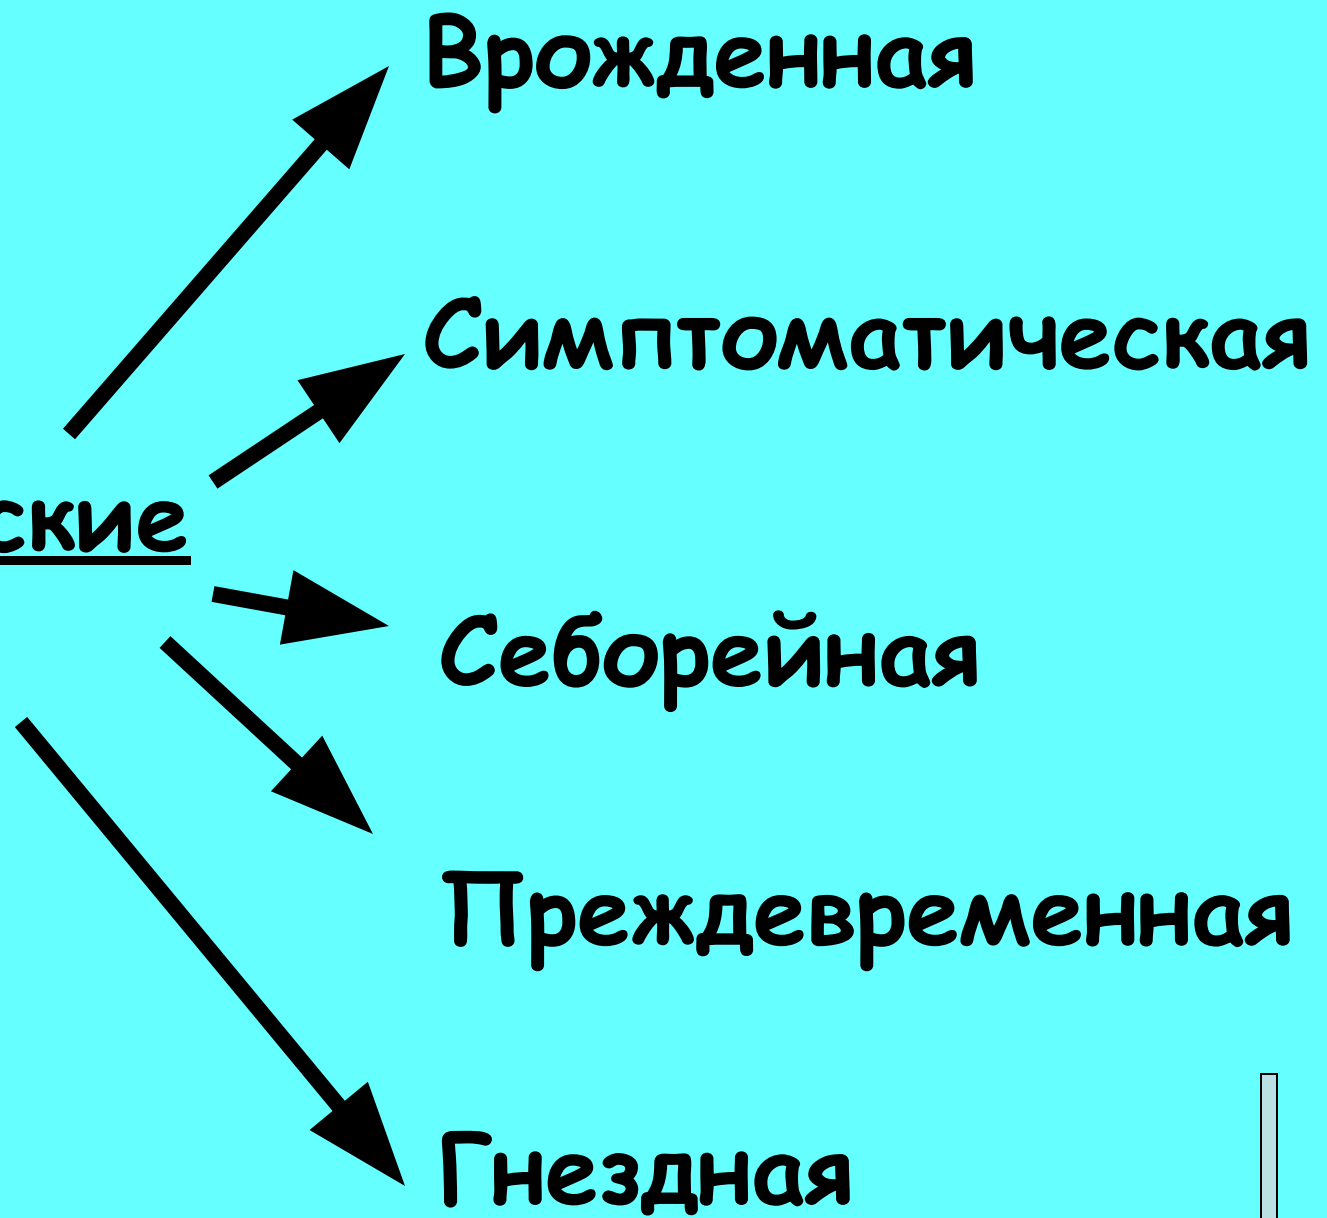 Врожденная
Симптоматическая
ские
Себорейная
Преждевременная
Гнездная